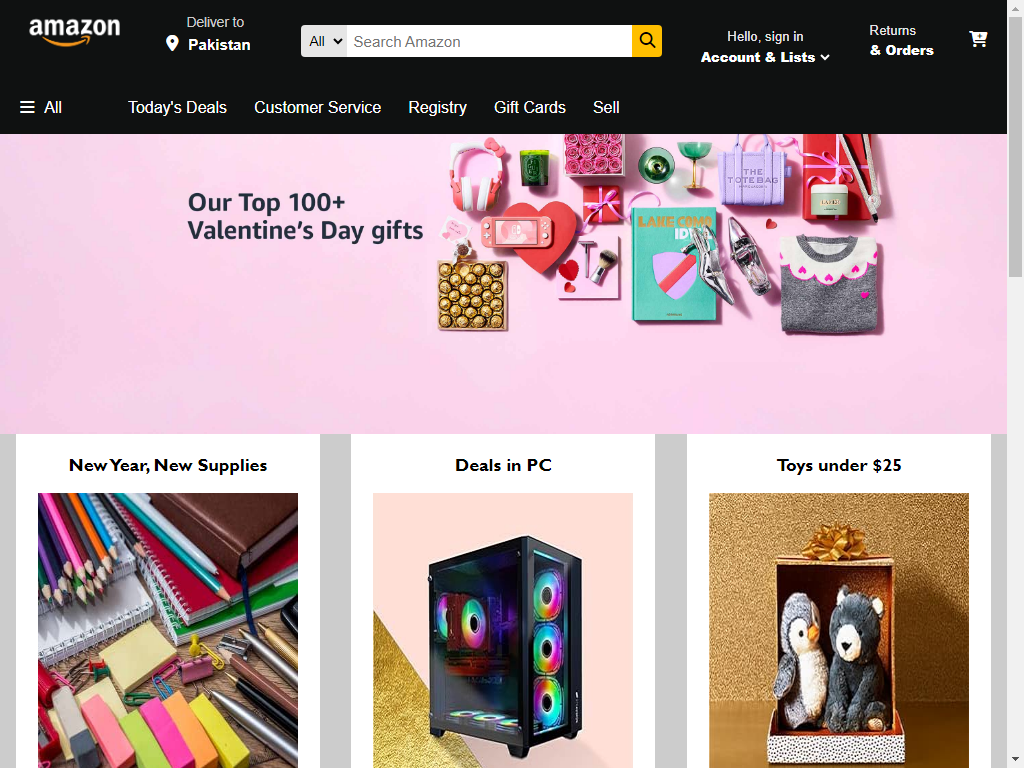 amazon
Deliver to
Pakistan
All
Search Amazon
Hello, sign in
Account & Lists
Returns
& Orders
All
Today's Deals
Customer Service
Registry
Gift Cards
Sell
Our Top 100+
Valentine's Day gifts
THE
TOTE BAG
LAKE COMO
IDYLL
New Year, New Supplies
Deals in PC
Toys under $25